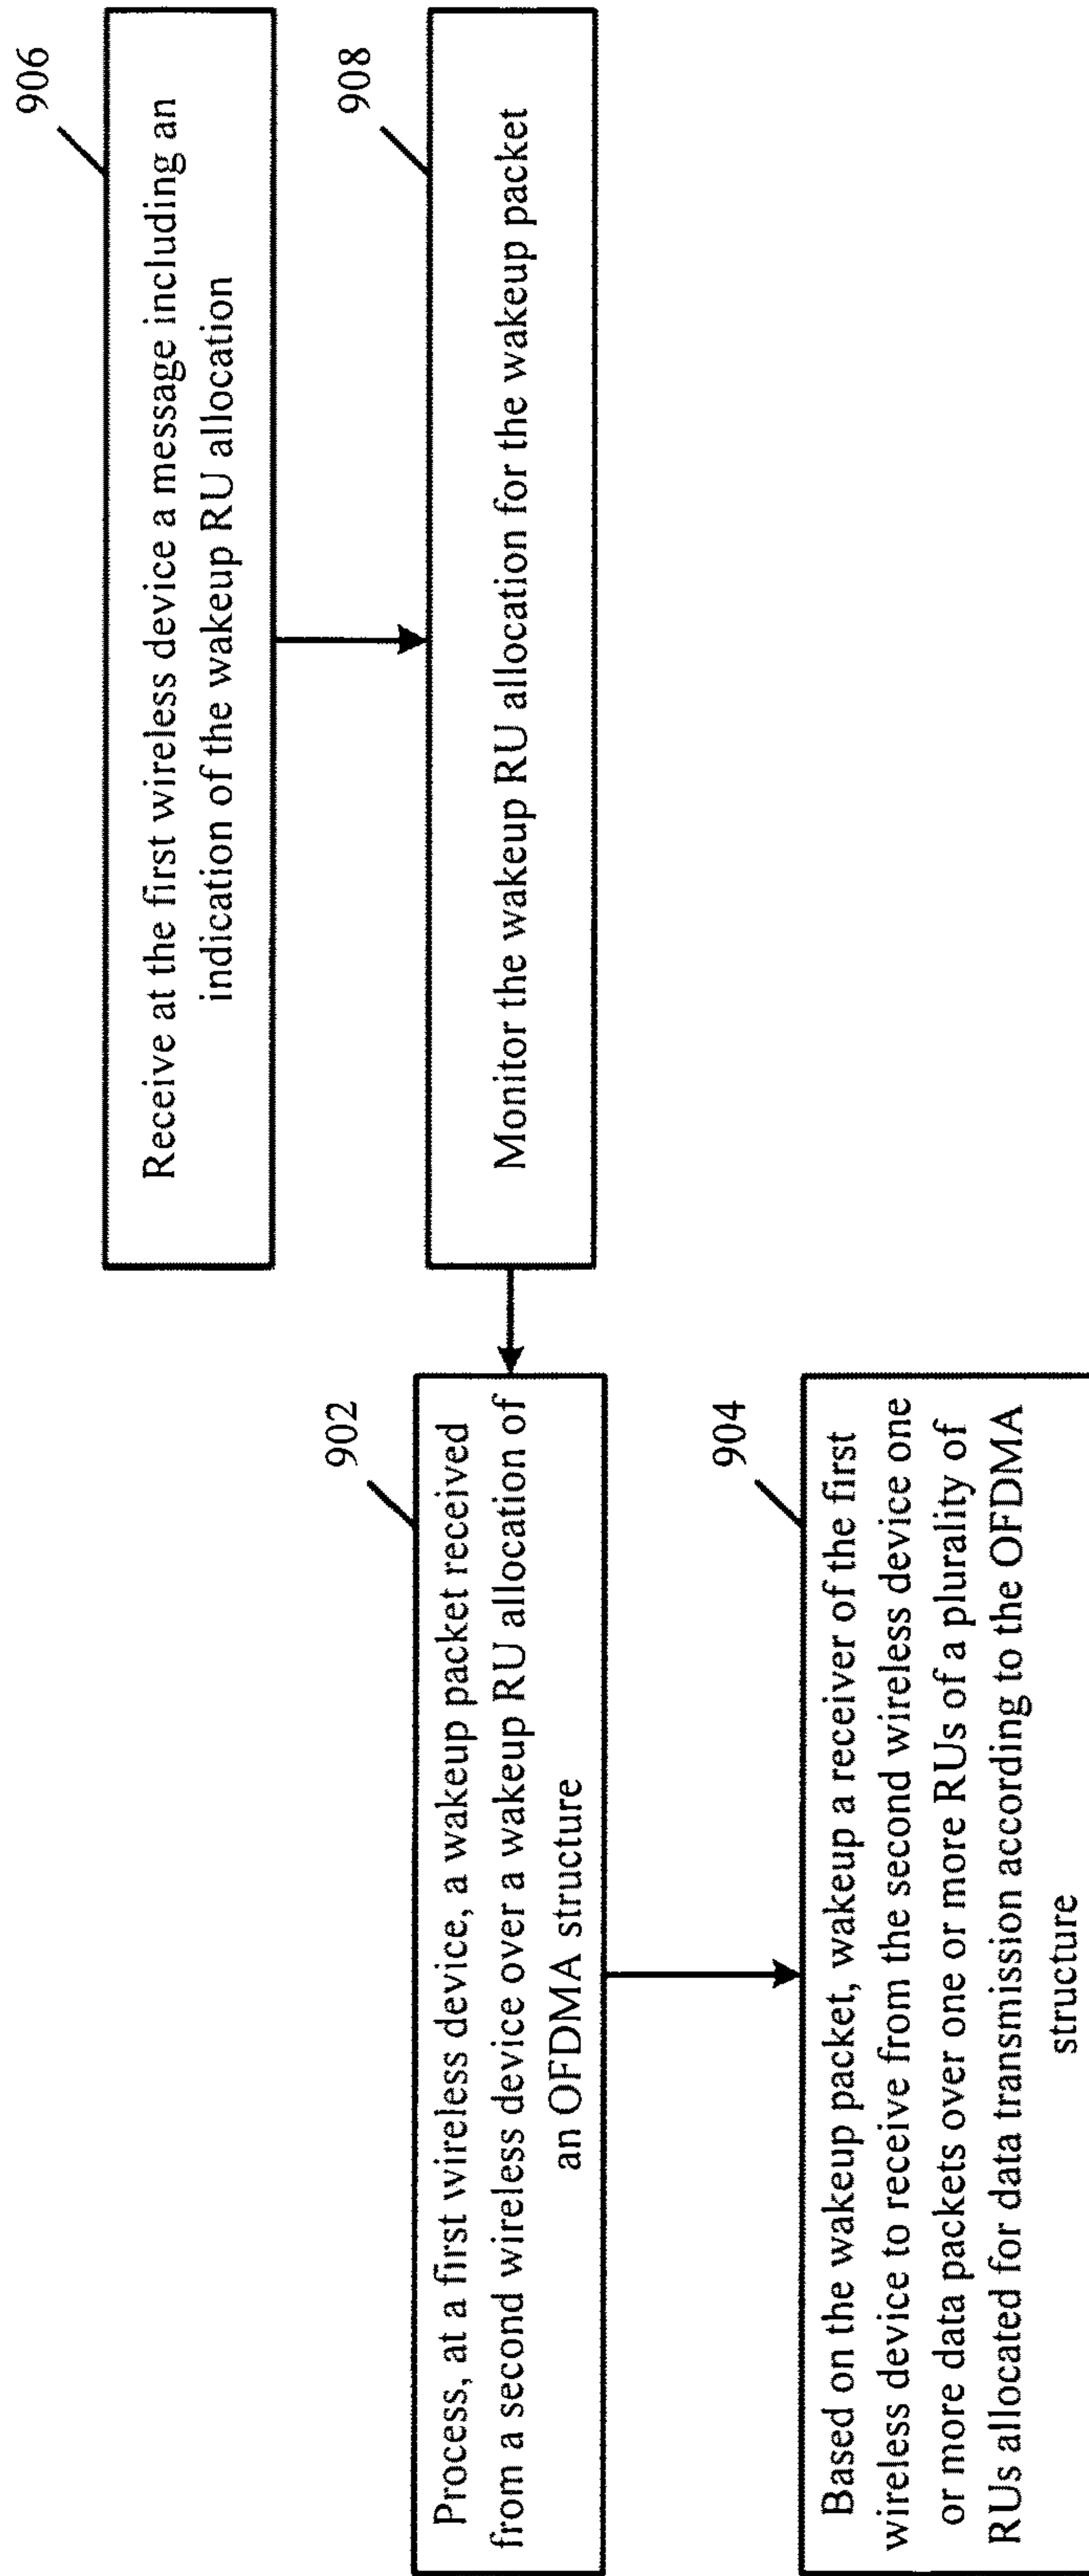 906
Receive at the first wireless device a message including an
indication of the wakeup RU allocation
908
Monitor the wakeup RU allocation for the wakeup packet
902
Process, at a first wireless device, a wakeup packet received
from a second wireless device over a wakeup RU allocation of
an OFDMA structure
904
Based on the wakeup packet, wakeup a receiver of the first
wireless device to receive from the second wireless device one
or more data packets over one or more RUs of a plurality of
RUs allocated for data transmission according to the OFDMA
structure